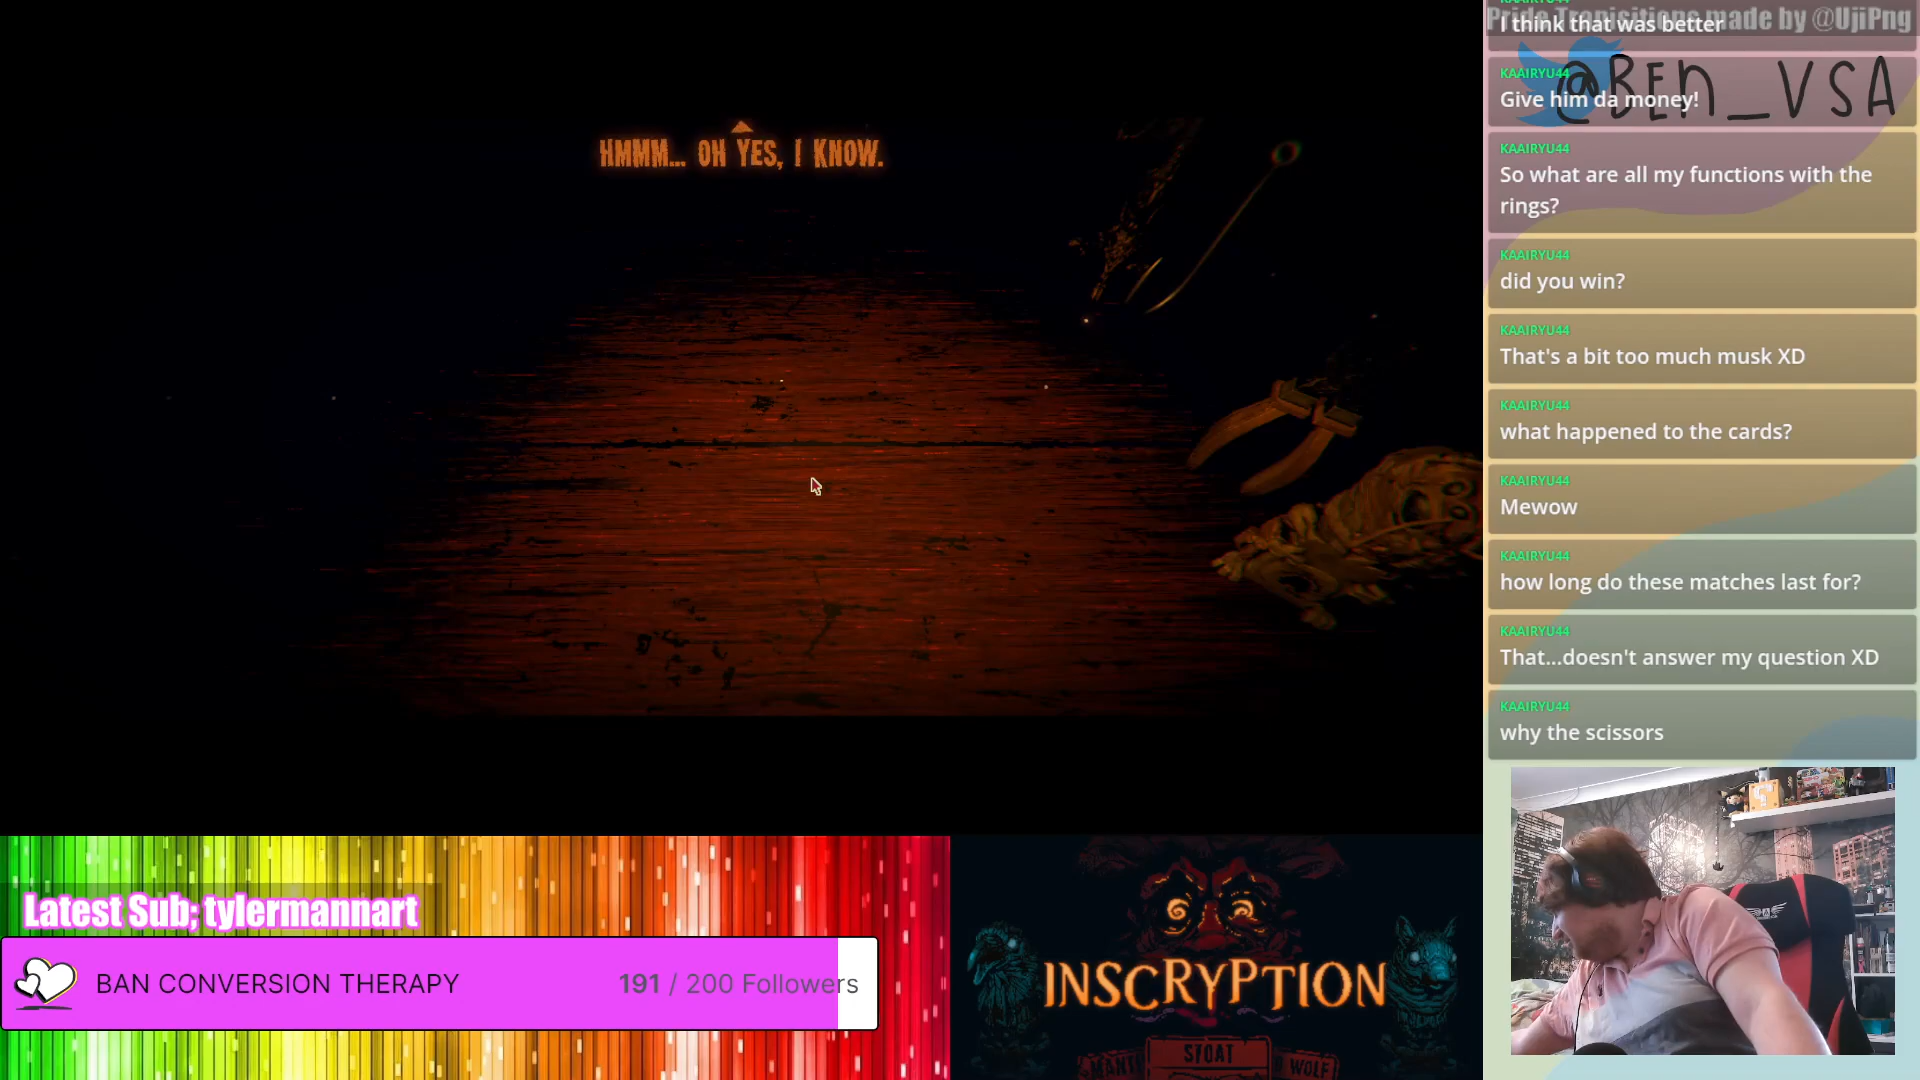 HMMM... OH YES, I KNOW.
Pride Tranisitions made by @UjiPng
@BEn_VSA
I think that was better
KAAIRYU44
Give him da money!
KAAIRYU44
So what are all my functions with the
rings?
KAAIRYU44
did you win?
KAAIRYU44
That's a bit too much musk XD
KAAIRYU44
what happened to the cards?
KAAIRYU44
Mewow
KAAIRYU44
how long do these matches last for?
KAAIRYU44
That...doesn't answer my question XD
KAAIRYU44
why the scissors
Latest Sub; tylermannart
BAN CONVERSION THERAPY
191 / 200 Followers
INSCRYPTION
STOAT
WOLF